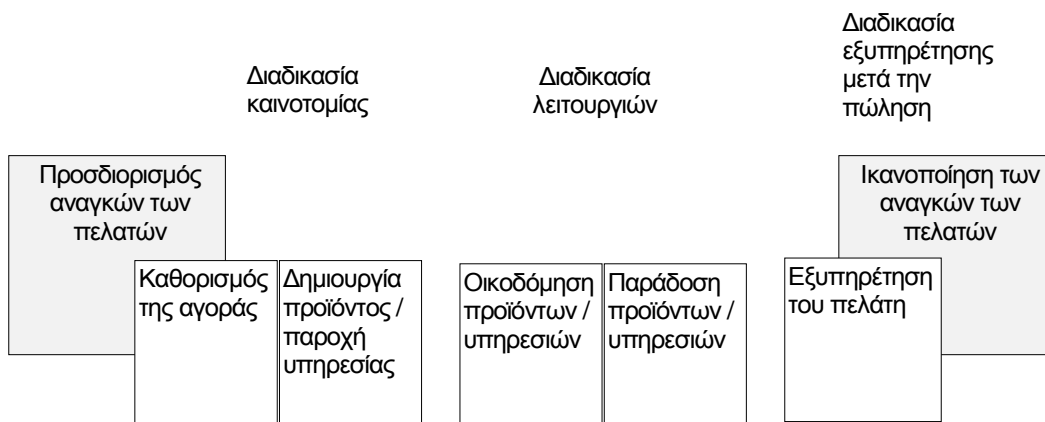 Διαδικασία
καινοτομίας
Διαδικασία
λειτουργιών
Διαδικασία
εξυπηρέτησης
μετά την
πώληση
Προσδιορισμός
αναγκών των
πελατών
Καθορισμός
της αγοράς
Δημιουργία
προϊόντος /
παροχή
υπηρεσίας
Οικοδόμηση
προϊόντων /
υπηρεσιών
Παράδοση
προϊόντων /
υπηρεσιών
Εξυπηρέτηση
του πελάτη
Ικανοποίηση των
αναγκών των
πελατών